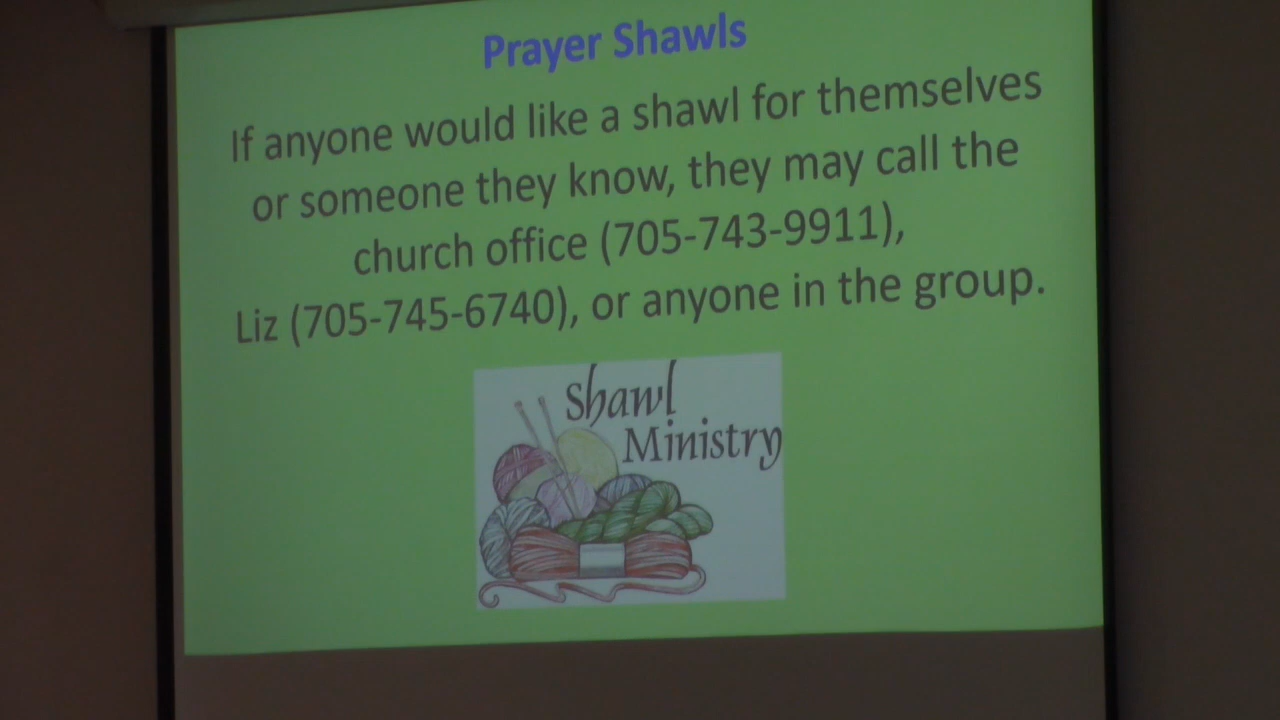 Prayer Shawls
If anyone would like a shawl for themselves
or someone they know, they may call the
church office (705-743-9911),
Liz (705-745-6740), or anyone in the group.
Shawl
Ministry